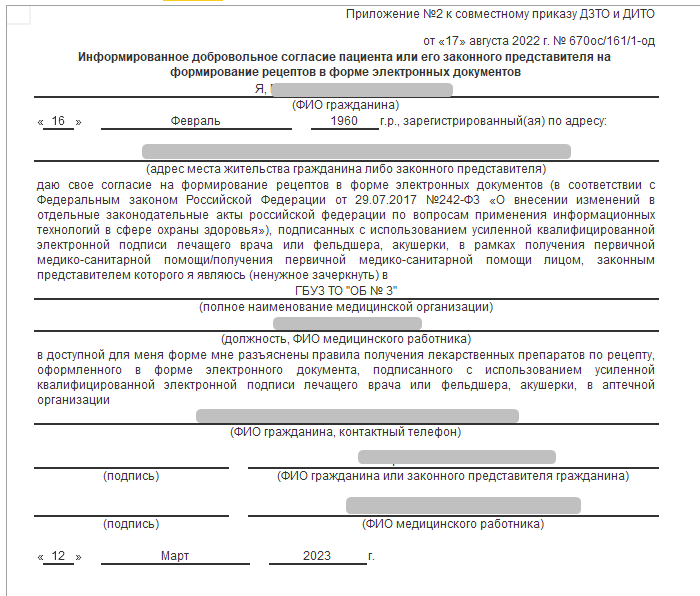 Приложение №2 к совместному приказу ДЗТО и ДИТО
от «17» августа 2022 г. № 670ос/161/1-од
Информированное добровольное согласие пациента или его законного представителя на
формирование рецептов в форме электронных документов
Я,
(ФИО гражданина)
« 16 » Февраль 1960 г.р., зарегистрированный(ая) по адресу:
(адрес места жительства гражданина либо законного представителя)
даю свое согласие на формирование рецептов в форме электронных документов (в соответствии с
Федеральным законом Российской Федерации от 29.07.2017 №242-ФЗ «О внесении изменений в
отдельные законодательные акты российской федерации по вопросам применения информационных
технологий в сфере охраны здоровья»), подписанных с использованием усиленной квалифицированной
электронной подписи лечащего врача или фельдшера, акушерки, в рамках получения первичной
медико-санитарной помощи/получения первичной медико-санитарной помощи лицом, законным
представителем которого я являюсь (ненужное зачеркнуть) в
ГБУЗ ТО "ОБ № 3"
(полное наименование медицинской организации)
(должность, ФИО медицинского работника)
в доступной для меня форме мне разъяснены правила получения лекарственных препаратов по рецепту,
оформленного в форме электронного документа, подписанного с использованием усиленной
квалифицированной электронной подписи лечащего врача или фельдшера, акушерки, в аптечной
организации
(ФИО гражданина, контактный телефон)
(подпись) (ФИО гражданина или законного представителя гражданина)
(подпись) (ФИО медицинского работника)
« 12 » Март 2023 г.